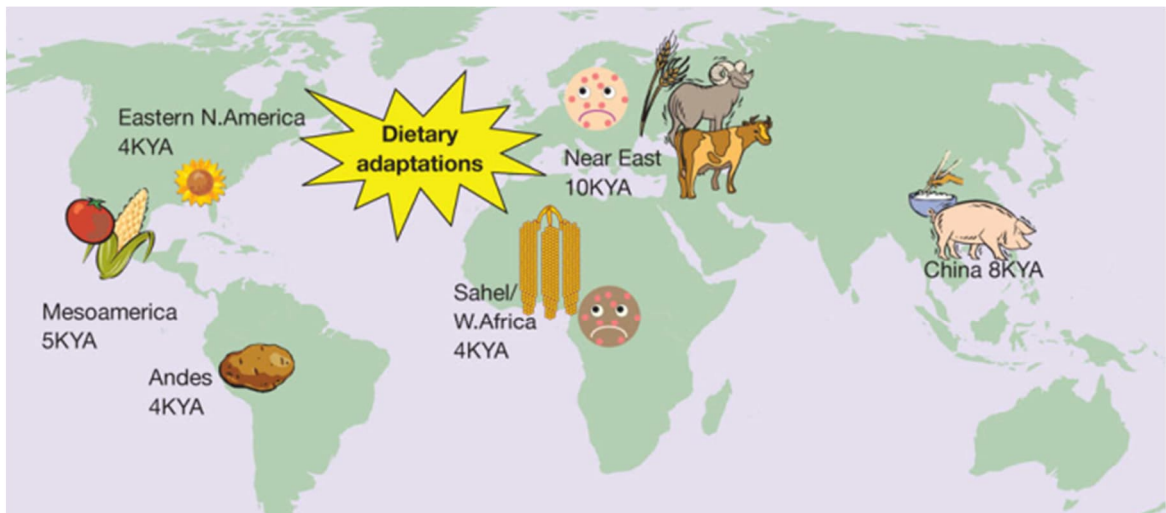 Eastern N.America
4KYA
Dietary
adaptations
Near East
10KYA
China 8KYA
Mesoamerica
5KYA
Sahel/
W.Africa
4KYA
Andes
4KYA